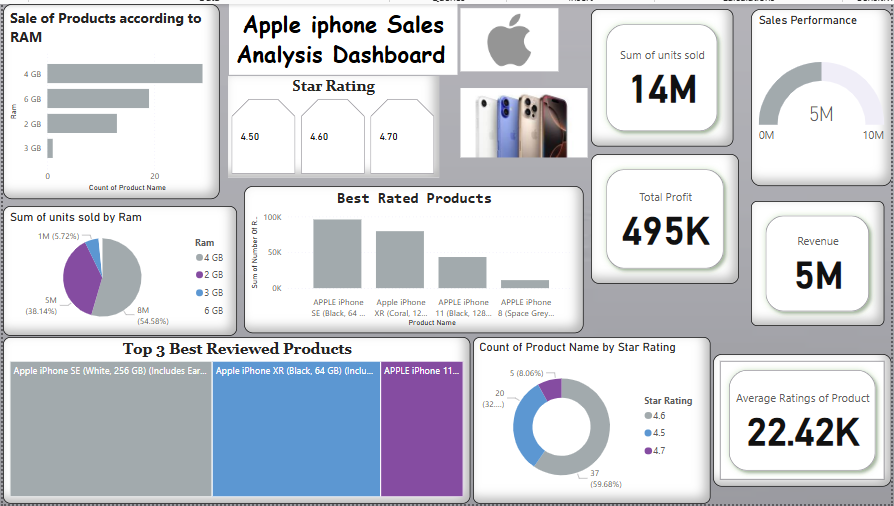 Sale of Products according to
RAM
Ram
4 GB
6 GB
2 GB
3 GB
0
20
Count of Product Name
Apple iphone Sales
Analysis Dashboard
Star Rating
4.50
4.60
4.70
Sum of units sold
14M
Sales Performance
5M
0M
10M
Sum of units sold by Ram
1M (5.72%)
5M
(38.14%)
8M
(54.58%)
Ram
4 GB
2 GB
3 GB
6 GB
Best Rated Products
Sum of Number Of R...
100K
50K
0K
APPLE iPhone
SE (Black, 64 ...
Apple iPhone
XR (Coral, 12...
APPLE iPhone
11 (Black, 128...
APPLE iPhone
8 (Space Grey...
Product Name
Total Profit
495K
Revenue
5M
Top 3 Best Reviewed Products
Apple iPhone SE (White, 256 GB) (Includes Ear...
Apple iPhone XR (Black, 64 GB) (Inclu...
APPLE iPhone 11...
Count of Product Name by Star Rating
5 (8.06%)
20
(32....)
37
(59.68%)
Star Rating
4.6
4.5
4.7
Average Ratings of Product
22.42K